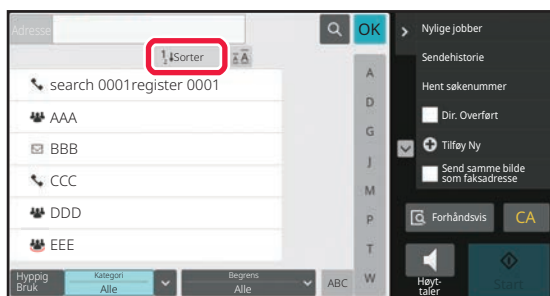 Adresse
OK
Sorter
search 0001register 0001
AAA
BBB
CCC
DDD
EEE
A
D
G
J
M
P
T
W
Hyppig
Bruk
Kategori
Alle
Begrens
Alle
ABC
Nylige jobber
Sendehistorie
Hent søkenummer
Dir. Overført
Tilføy Ny
Send samme bilde
som faksadresse
Forhåndsvis
CA
Høyt-
taler
Start